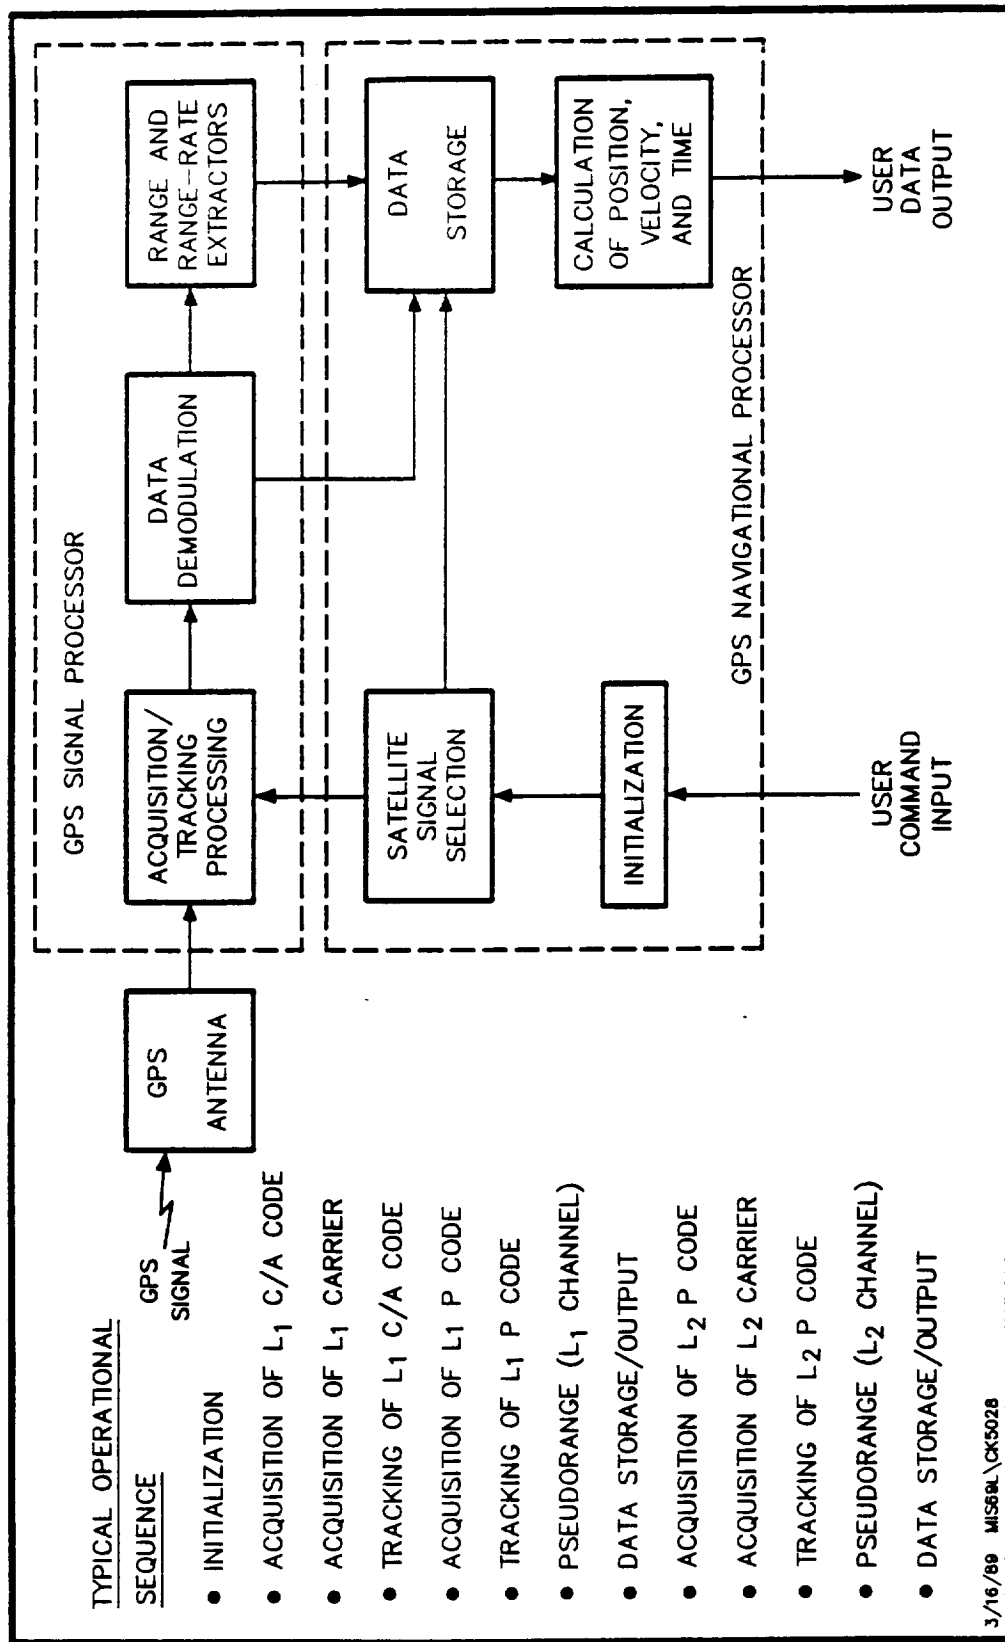 TYPICAL OPERATIONAL
SEQUENCE
● INITIALIZATION
● ACQUISITION OF L₁ C/A CODE
● ACQUISITION OF L₁ CARRIER
● TRACKING OF L₁ C/A CODE
● ACQUISITION OF L₁ P CODE
● TRACKING OF L₁ P CODE
● PSEUDORANGE (L₁ CHANNEL)
● DATA STORAGE/OUTPUT
● ACQUISITION OF L₂ P CODE
● ACQUISITION OF L₂ CARRIER
● TRACKING OF L₂ P CODE
● PSEUDORANGE (L₂ CHANNEL)
● DATA STORAGE/OUTPUT
GPS
SIGNAL
GPS
ANTENNA
GPS SIGNAL PROCESSOR
ACQUISITION/
TRACKING
PROCESSING
DATA
DEMODULATION
RANGE AND
RANGE-RATE
EXTRACTORS
SATELLITE
SIGNAL
SELECTION
DATA
STORAGE
INITIALIZATION
CALCULATION
OF POSITION,
VELOCITY,
AND TIME
GPS NAVIGATIONAL PROCESSOR
USER
COMMAND
INPUT
USER
DATA
OUTPUT
3/16/89 MIS69L\CK5028